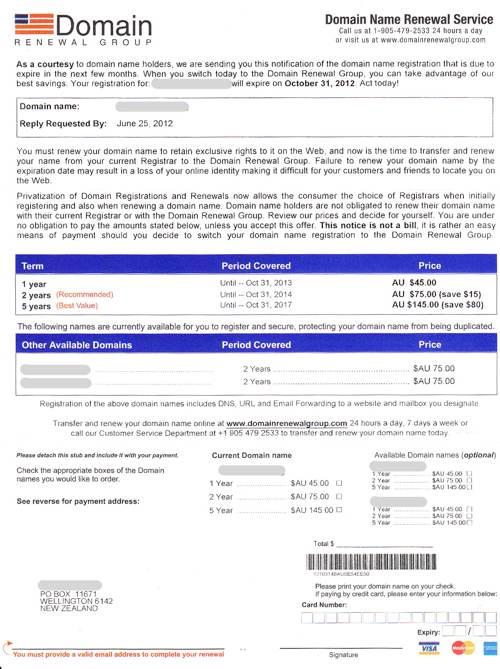 Domain
RENEWAL GROUP
Domain Name Renewal Service
Call us at 1-905-479-2533 24 hours a day
or visit us at www.domainrenewalgroup.com
As a courtesy to domain name holders, we are sending you this notification of the domain name registration that is due to
expire in the next few months. When you switch today to the Domain Renewal Group, you can take advantage of our
best savings. Your registration for: will expire on October 31, 2012. Act today!
Domain name:
Reply Requested By: June 25, 2012
You must renew your domain name to retain exclusive rights to it on the Web, and now is the time to transfer and renew
your name from your current Registrar to the Domain Renewal Group. Failure to renew your domain name by the
expiration date may result in a loss of your online identity making it difficult for your customers and friends to locate you on
the Web.
Privatization of Domain Registrations and Renewals now allows the consumer the choice of Registrars when initially
registering and also when renewing a domain name. Domain name holders are not obligated to renew their domain name
with their current Registrar or with the Domain Renewal Group. Review our prices and decide for yourself. You are under
no obligation to pay the amounts stated below, unless you accept this offer. This notice is not a bill, it is rather an easy
means of payment should you decide to switch your domain name registration to the Domain Renewal Group.
Term Period Covered Price
1 year Until -- Oct 31, 2013 AU $45.00
2 years (Recommended) Until -- Oct 31, 2014 AU $75.00 (save $15)
5 years (Best Value) Until -- Oct 31, 2017 AU $145.00 (save $80)
The following names are currently available for you to register and secure, protecting your domain name from being duplicated.
Other Available Domains Period Covered Price
2 Years $AU 75.00
2 Years $AU 75.00
Registration of the above domain names includes DNS, URL and Email Forwarding to a website and mailbox you designate
Transfer and renew your domain name online at www.domainrenewalgroup.com 24 hours a day, 7 days a week or
call our Customer Service Department at +1 905 479 2533 to transfer and renew your domain name today.
Please detach this stub and include it with your payment.
Check the appropriate boxes of the Domain
names you would like to order.
See reverse for payment address:
Current Domain name
1 Year $AU 45.00
2 Year $AU 75.00
5 Year $AU 145.00
Available Domain names (optional)
1 Year $AU 45.00
2 Year $AU 75.00
5 Year $AU 145.00
1 Year $AU 45.00
2 Year $AU 75.00
5 Year $AU 145.00
Total $
Please print your domain name on your check.
If paying by credit card, please enter your information below:
Card Number:
PO BOX 11671
WELLINGTON 6142
NEW ZEALAND
Expiry: /
VISA MasterCard
You must provide a valid email address to complete your renewal
Signature